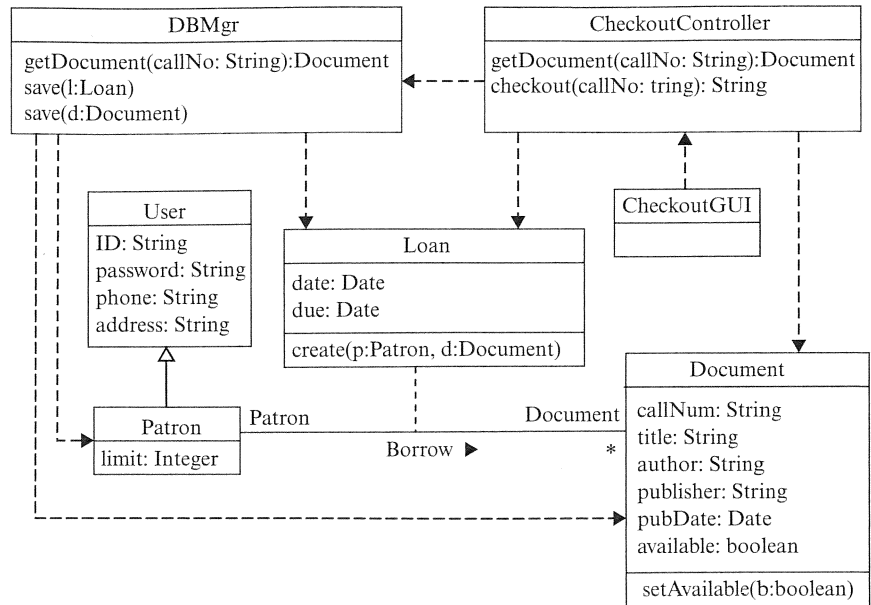 DBMgr
getDocument(callNo: String):Document
save(l:Loan)
save(d:Document)
CheckoutController
getDocument(callNo: String):Document
checkout(callNo: tring): String
CheckoutGUI
User
ID: String
password: String
phone: String
address: String
Loan
date: Date
due: Date
create(p:Patron, d:Document)
Patron
limit: Integer
Patron
Borrow ▶
Document
*
Document
callNum: String
title: String
author: String
publisher: String
pubDate: Date
available: boolean
setAvailable(b:boolean)